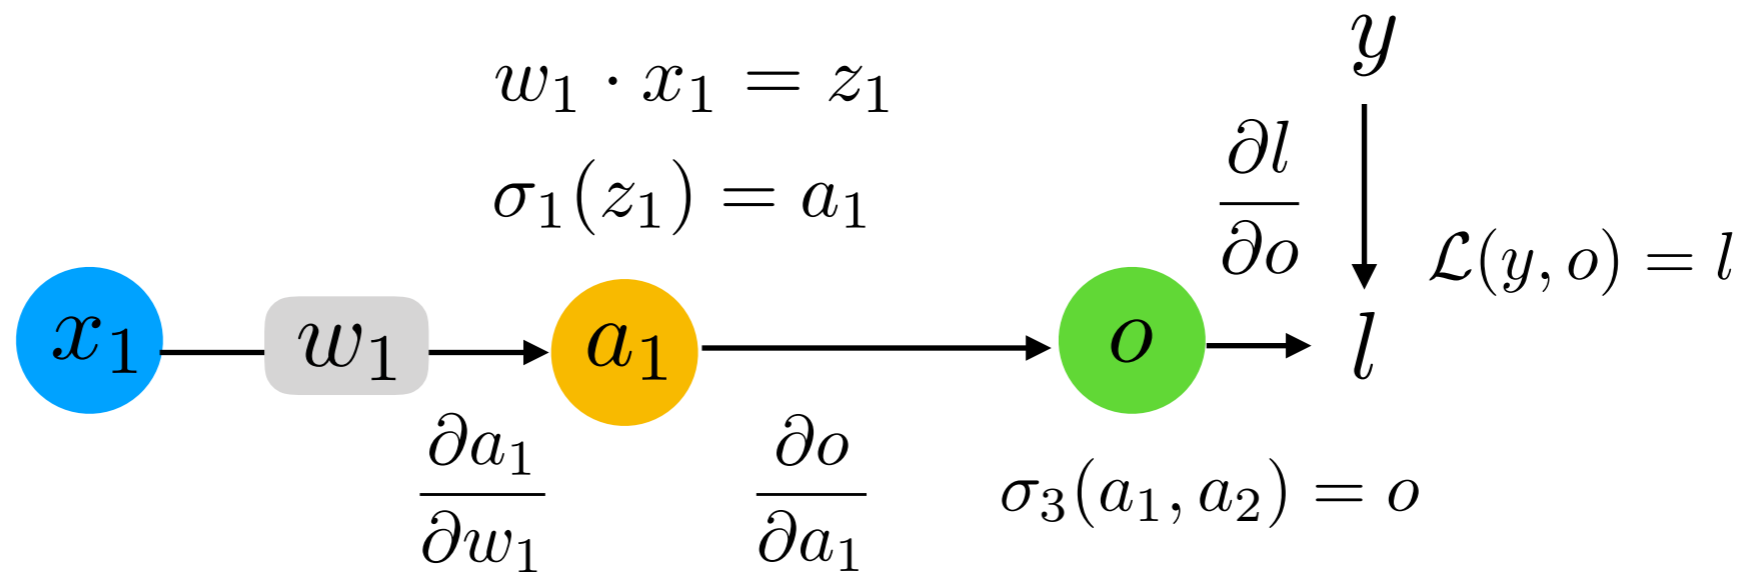 y
w₁ · x₁ = z₁
∂l/∂o
σ₁(z₁) = a₁
ℒ(y, o) = l
x₁ w₁ a₁ o l
∂a₁/∂w₁ ∂o/∂a₁
σ₃(a₁, a₂) = o